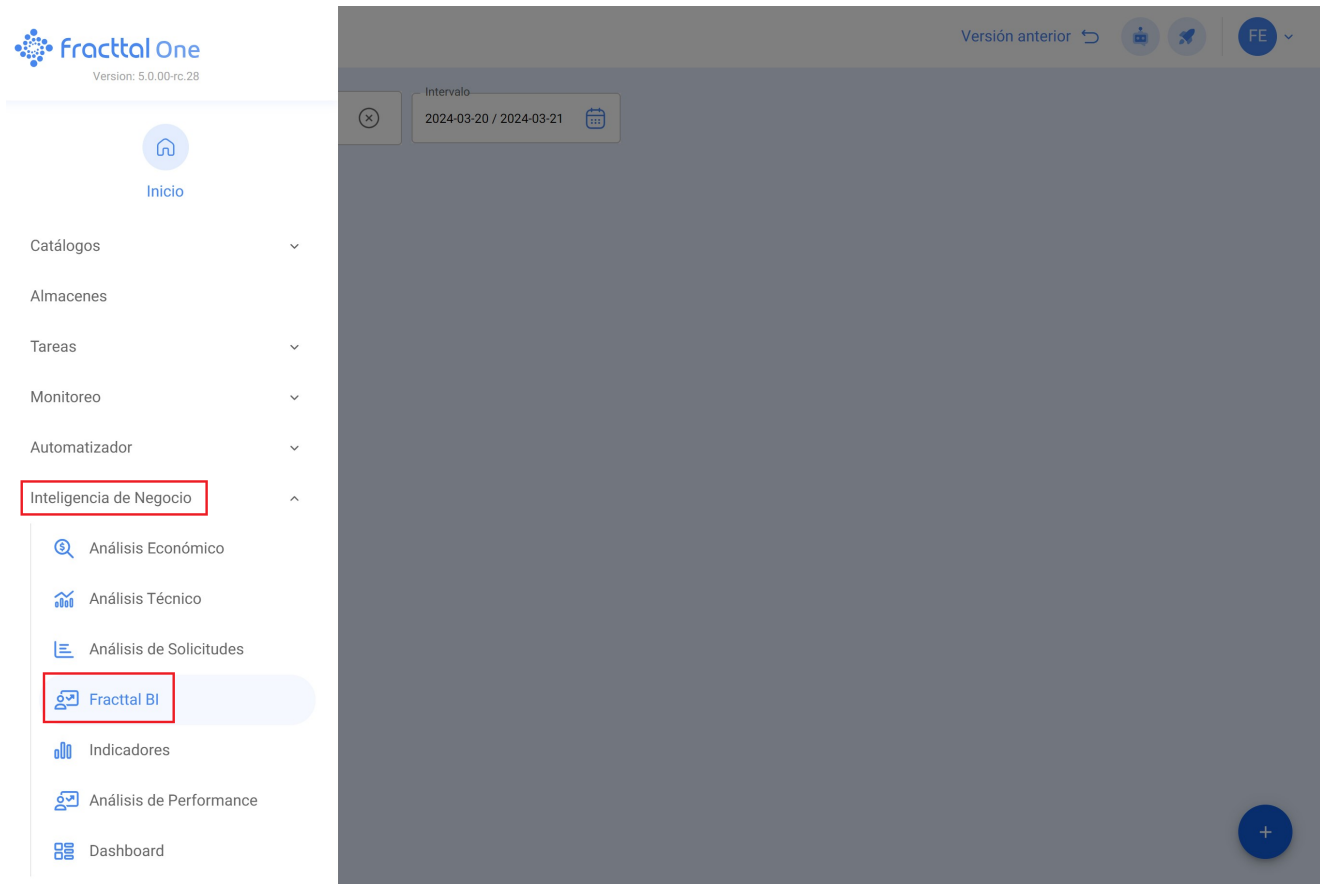 fracttal One
Version: 5.0.00-rc.28
Versión anterior
FE
Intervalo
2024-03-20 / 2024-03-21
Inicio
Catálogos
Almacenes
Tareas
Monitoreo
Automatizador
Inteligencia de Negocio
Análisis Económico
Análisis Técnico
Análisis de Solicitudes
Fracttal BI
Indicadores
Análisis de Performance
Dashboard
+